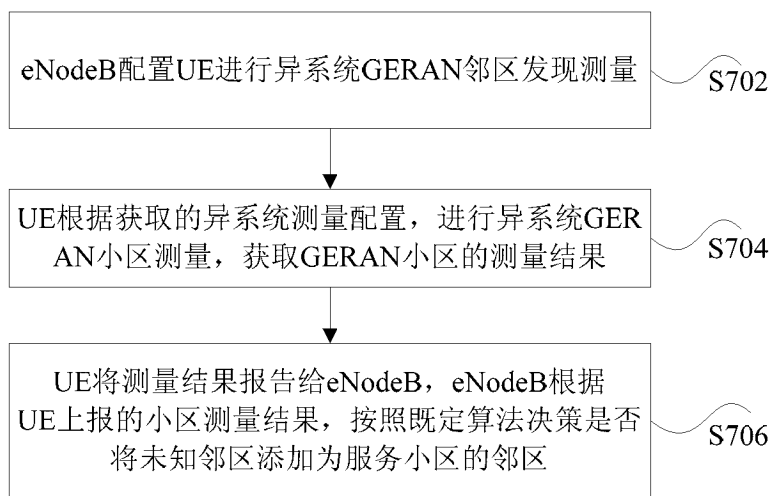 eNodeB配置UE进行异系统GERAN邻区发现测量
S702
UE根据获取的异系统测量配置，进行异系统GER
AN小区测量，获取GERAN小区的测量结果
S704
UE将测量结果报告给eNodeB，eNodeB根据
UE上报的小区测量结果，按照既定算法决策是否
将未知邻区添加为服务小区的邻区
S706